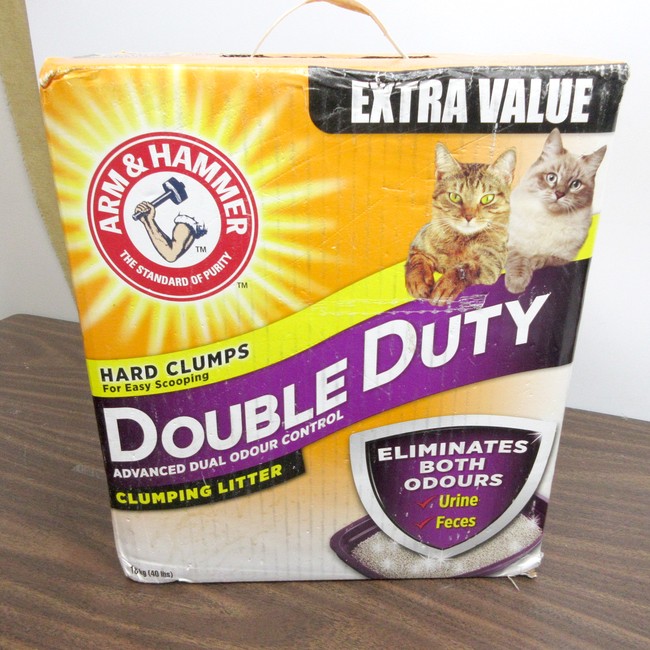 EXTRA VALUE
ARM & HAMMER
THE STANDARD OF PURITY
TM
TM
HARD CLUMPS
For Easy Scooping
DOUBLE DUTY
ADVANCED DUAL ODOUR CONTROL
CLUMPING LITTER
ELIMINATES
BOTH
ODOURS
Urine
Feces
kg (40 lbs)